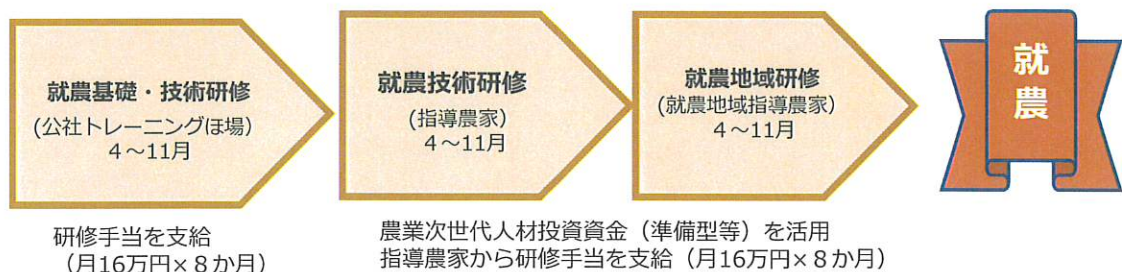 就農基礎・技術研修
(公社トレーニングほ場)
4~11月
就農技術研修
(指導農家)
4~11月
就農地域研修
(就農地域指導農家)
4~11月
就農
研修手当を支給
(月16万円×8か月)
農業次世代人材投資資金(準備型等)を活用
指導農家から研修手当を支給(月16万円×8か月)